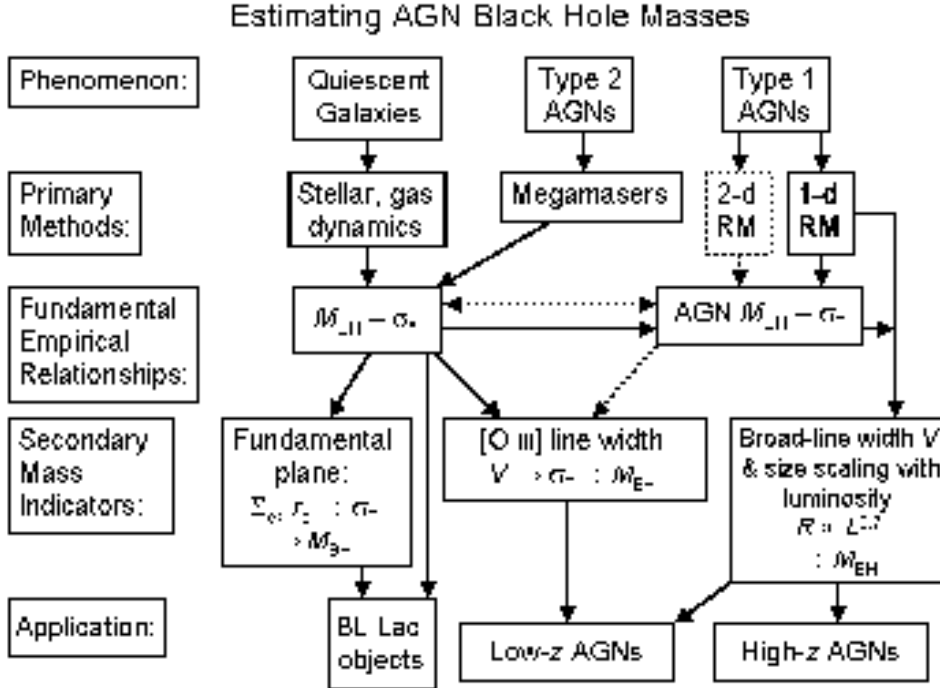 Estimating AGN Black Hole Masses
Phenomenon:
Quiescent
Galaxies
Type 2
AGNs
Type 1
AGNs
Primary
Methods:
Stellar, gas
dynamics
Megamasers
2-d
RM
1-d
RM
Fundamental
Empirical
Relationships:
AGN
Secondary
Mass
Indicators:
Fundamental
plane:
[O III] line width
V
Broad-line width V
& size scaling with
luminosity
R
L
Application:
BL Lac
objects
Low-z AGNs
High-z AGNs